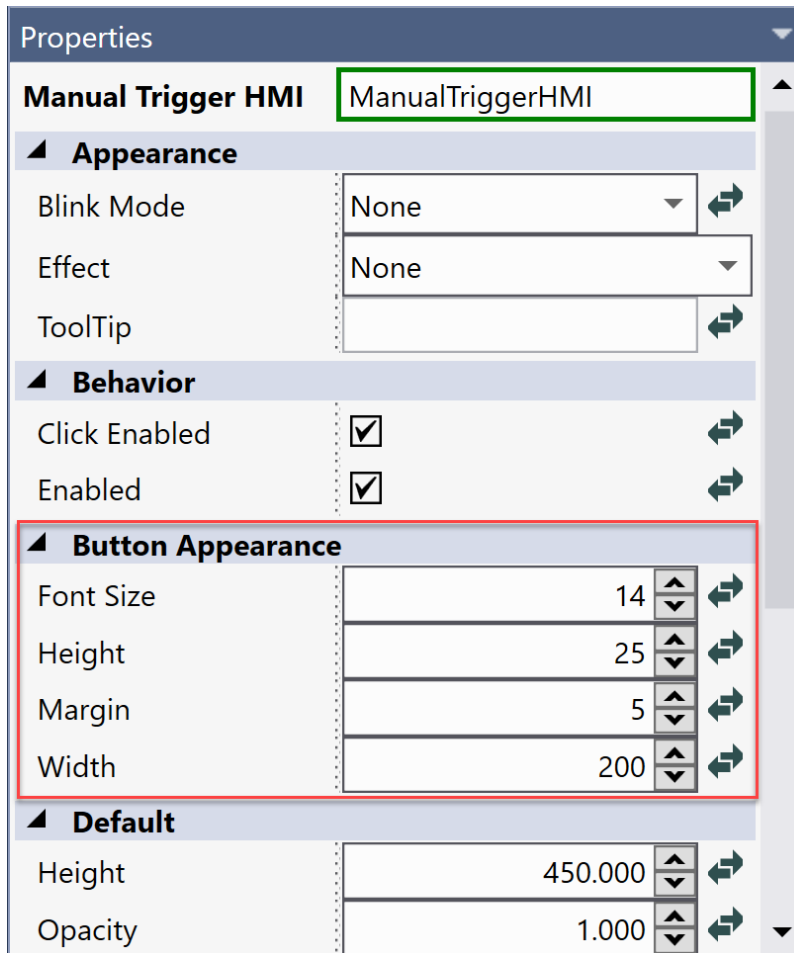 Properties
Manual Trigger HMI ManualTriggerHMI
Appearance
Blink Mode None
Effect None
ToolTip
Behavior
Click Enabled
Enabled
Button Appearance
Font Size 14
Height 25
Margin 5
Width 200
Default
Height 450.000
Opacity 1.000